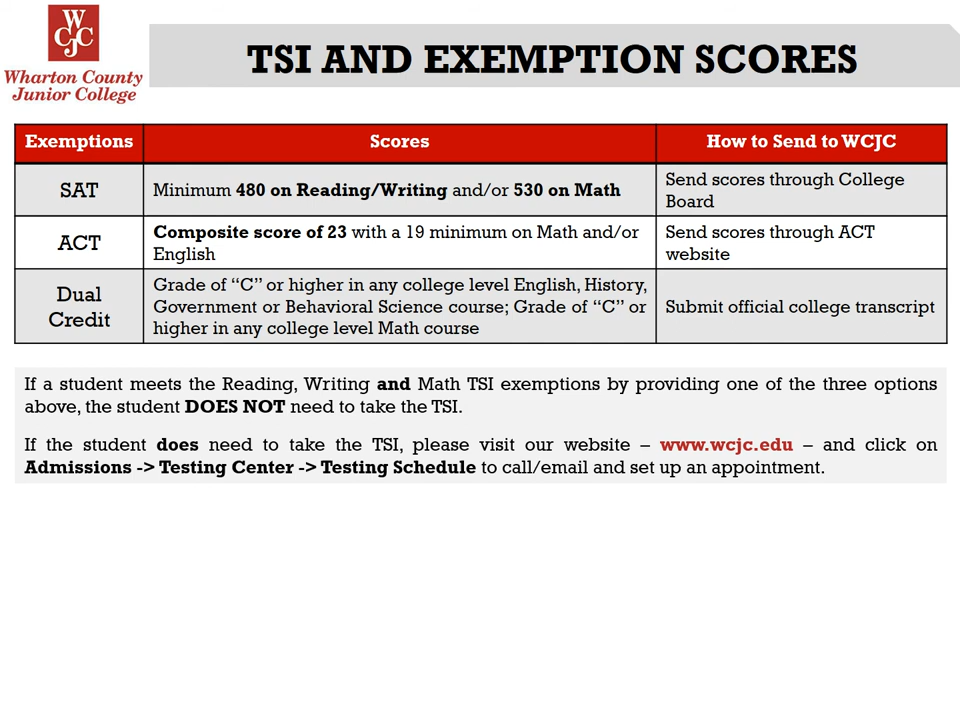 W
CJC
Wharton County
Junior College
TSI AND EXEMPTION SCORES
Exemptions
Scores
How to Send to WCJC
SAT
Minimum 480 on Reading/Writing and/or 530 on Math
Send scores through College
Board
ACT
Composite score of 23 with a 19 minimum on Math and/or
English
Send scores through ACT
website
Dual
Credit
Grade of “C” or higher in any college level English, History,
Government or Behavioral Science course; Grade of “C” or
higher in any college level Math course
Submit official college transcript
If a student meets the Reading, Writing and Math TSI exemptions by providing one of the three options
above, the student DOES NOT need to take the TSI.
If the student does need to take the TSI, please visit our website – www.wcjc.edu – and click on
Admissions -> Testing Center -> Testing Schedule to call/email and set up an appointment.